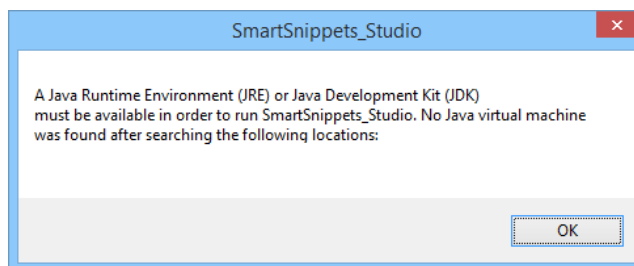 SmartSnippets_Studio
A Java Runtime Environment (JRE) or Java Development Kit (JDK)
must be available in order to run SmartSnippets_Studio. No Java virtual machine
was found after searching the following locations:
OK